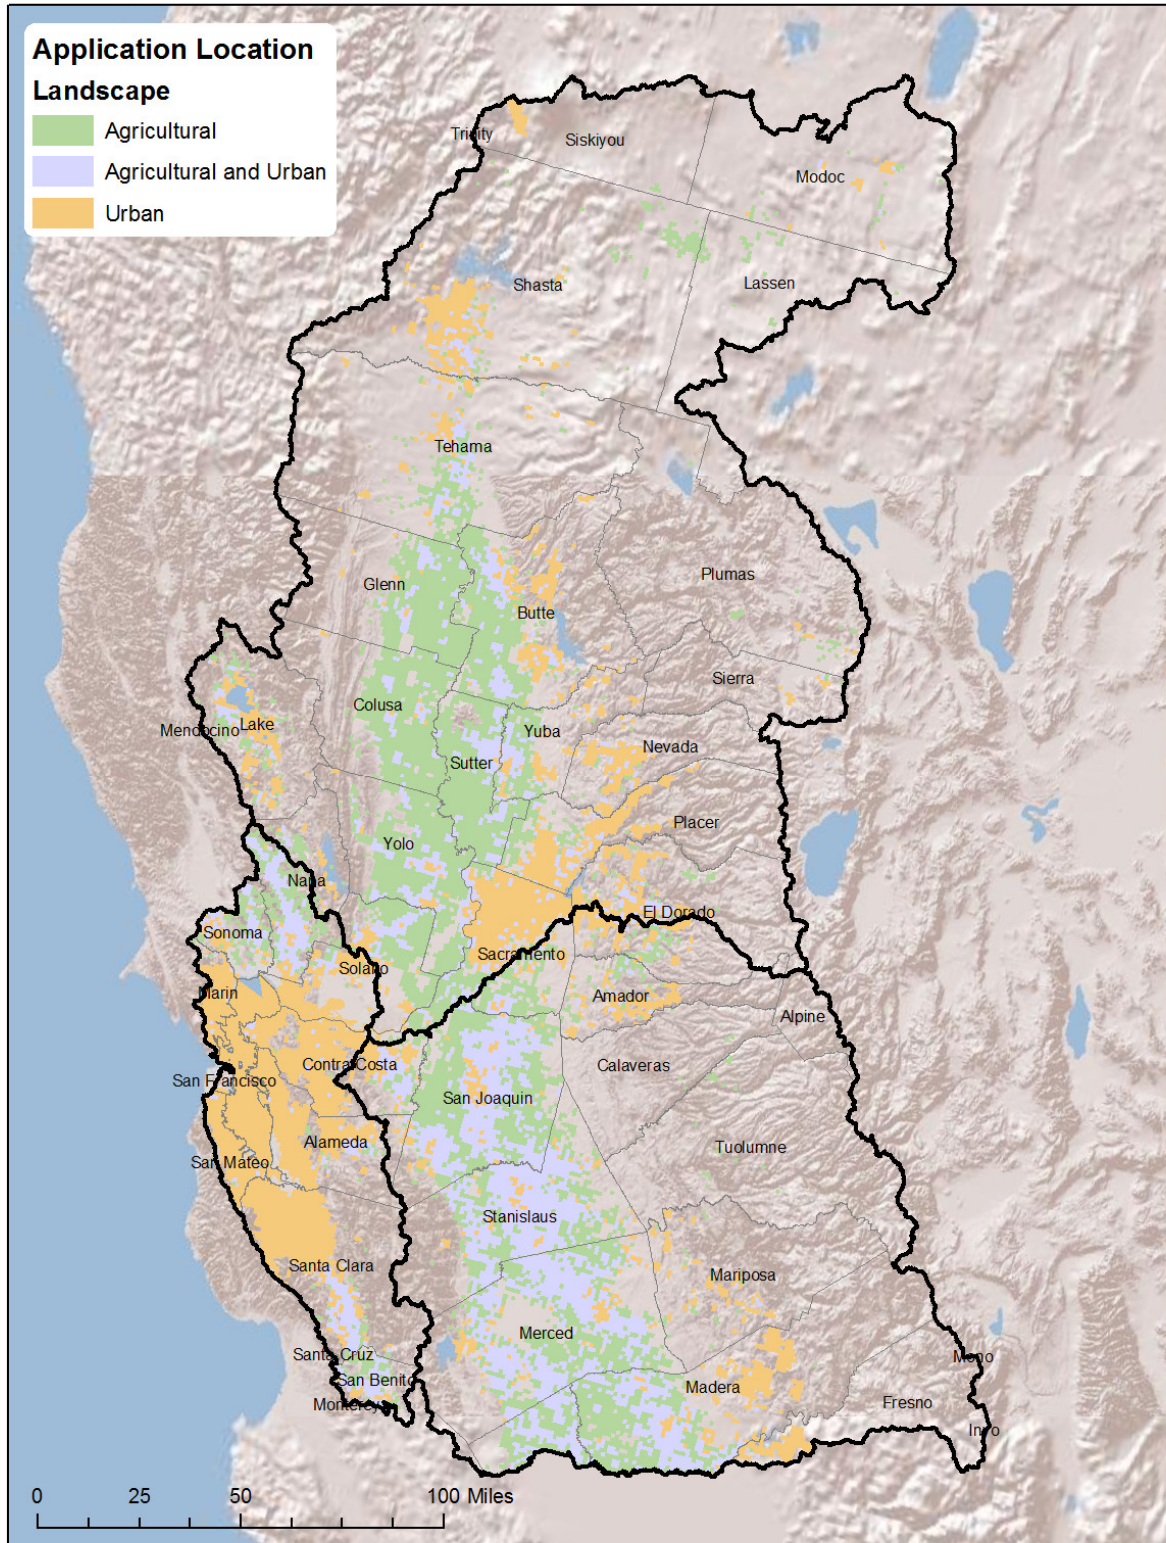 Application Location
Landscape
Agricultural
Agricultural and Urban
Urban
Trinity
Siskiyou
Modoc
Shasta
Lassen
Tehama
Glenn
Butte
Plumas
Colusa
Sierra
Mendocino
Lake
Yuba
Nevada
Sutter
Placer
Yolo
Napa
El Dorado
Sonoma
Sacramento
Solano
Marin
Amador
Alpine
Contra Costa
Calaveras
San Francisco
San Joaquin
Alameda
Tuolumne
San Mateo
Stanislaus
Santa Clara
Mariposa
Merced
Santa Cruz
Mono
San Benito
Madera
Monterey
Fresno
Inyo
0 25 50 100 Miles